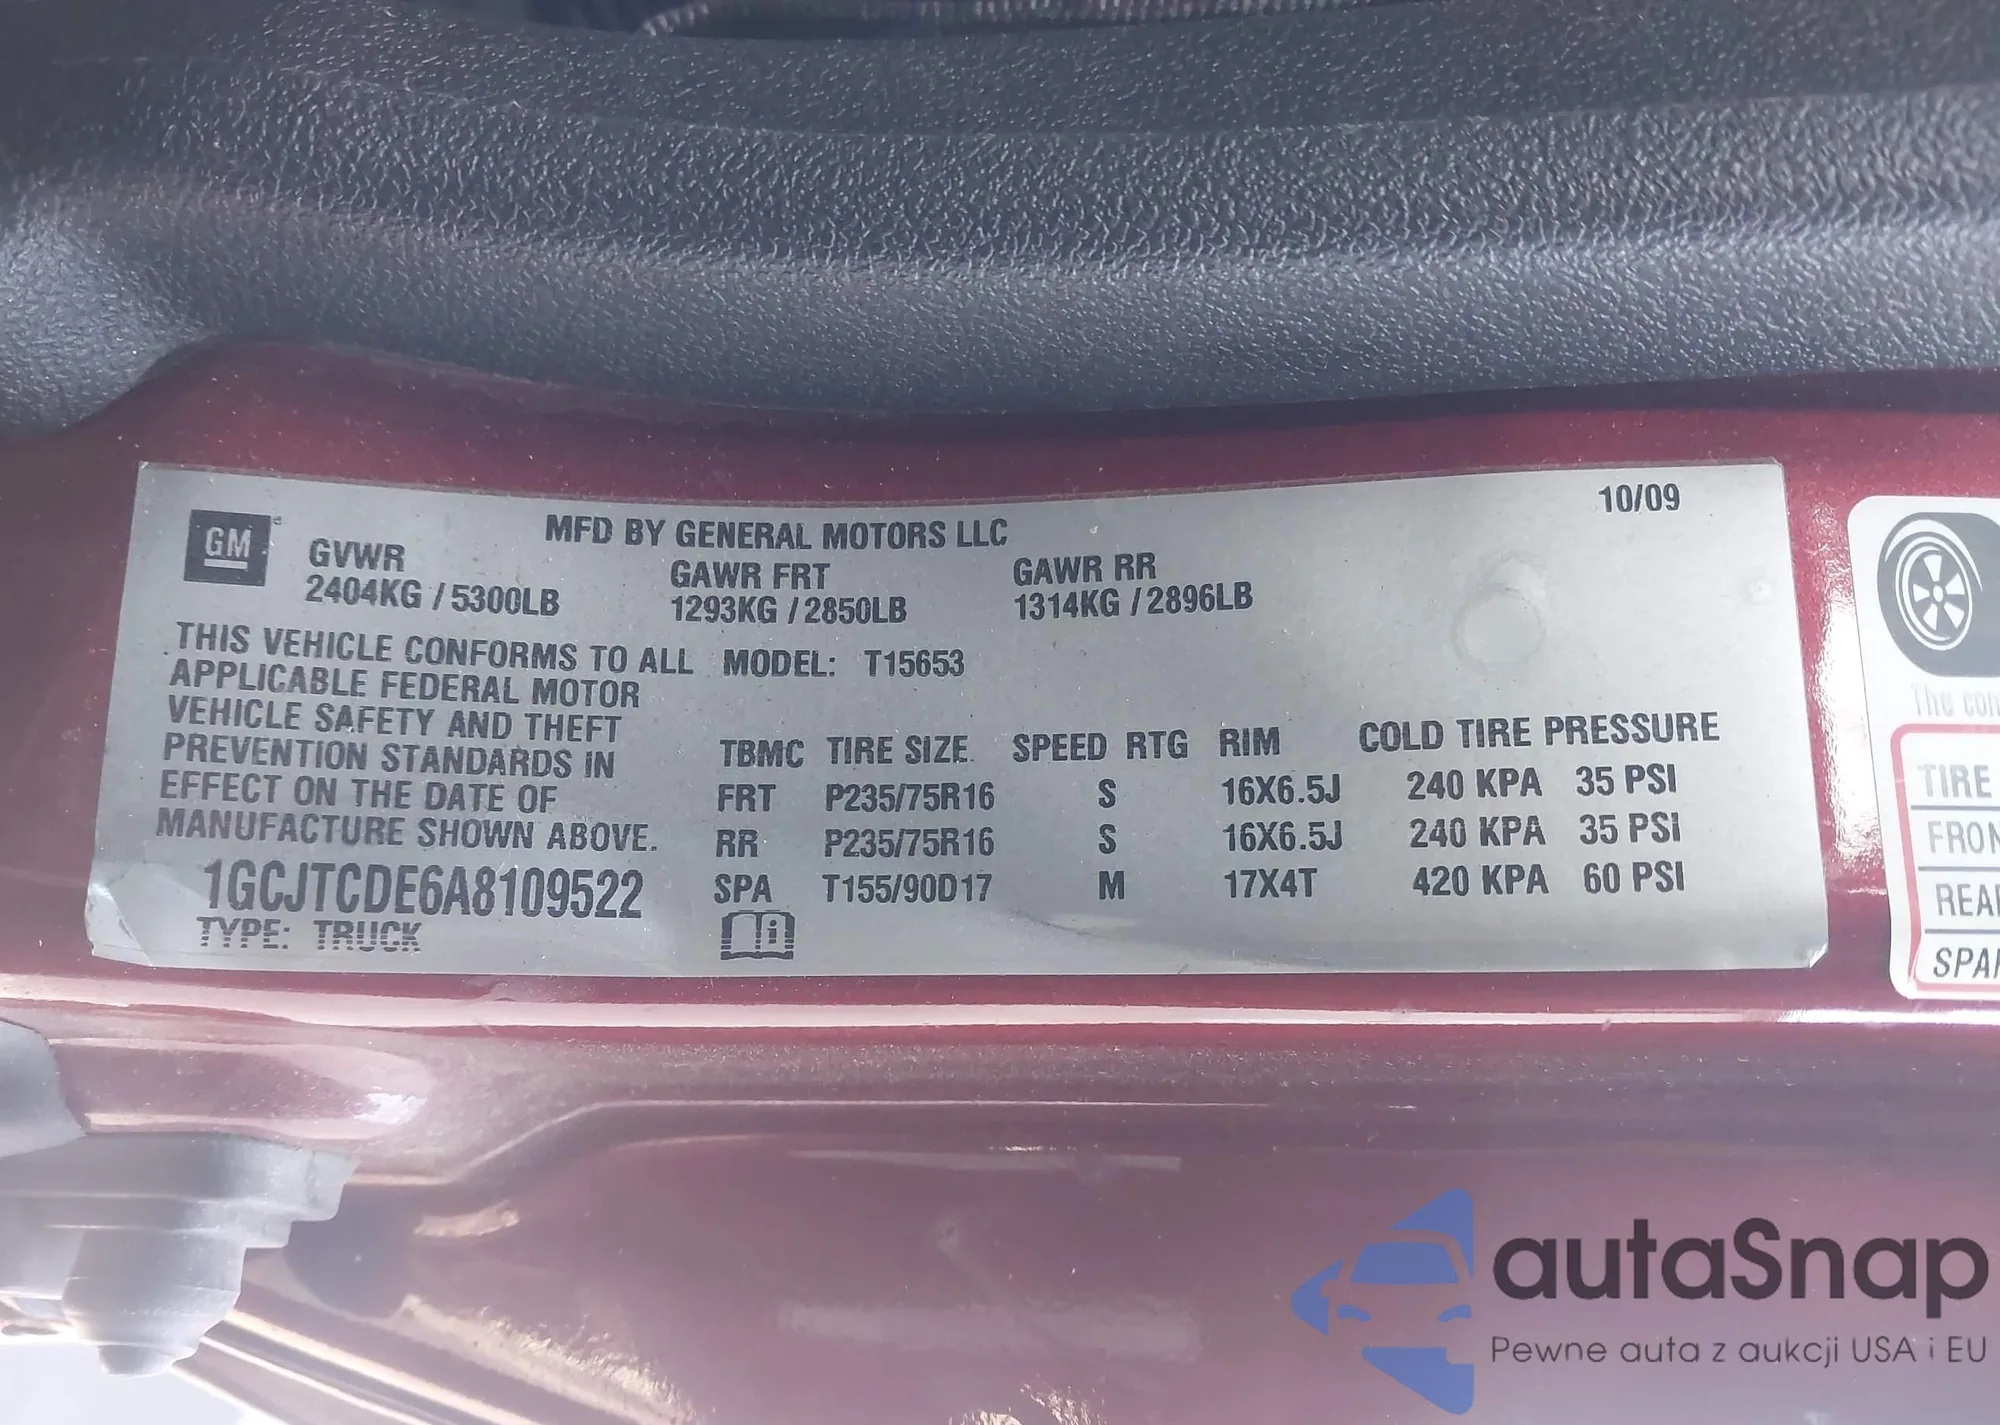 10/09
GM
MFD BY GENERAL MOTORS LLC
GVWR GAWR FRT GAWR RR
2404KG / 5300LB 1293KG / 2850LB 1314KG / 2896LB
THIS VEHICLE CONFORMS TO ALL
APPLICABLE FEDERAL MOTOR
VEHICLE SAFETY AND THEFT
PREVENTION STANDARDS IN
EFFECT ON THE DATE OF
MANUFACTURE SHOWN ABOVE.
1GCJTCDE6A8109522
TYPE: TRUCK
MODEL: T15653
TBMC TIRE SIZE SPEED RTG RIM COLD TIRE PRESSURE
FRT P235/75R16 S 16X6.5J 240 KPA 35 PSI
RR P235/75R16 S 16X6.5J 240 KPA 35 PSI
SPA T155/90D17 M 17X4T 420 KPA 60 PSI
The com
TIRE
FRON
REAR
SPAR
autaSnap
Pewne auta z aukcji USA i EU